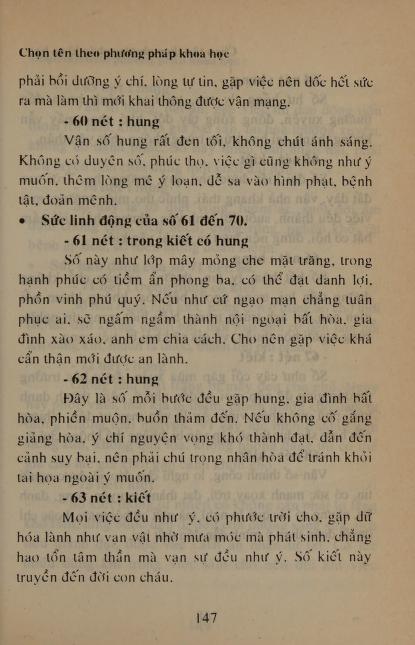 Chọn tên theo phương pháp khoa học
phải bồi dưỡng ý chí, lòng tự tin, gặp việc nên dốc hết sức
ra mà làm thì mới khai thông được vận mạng.
- 60 nét : hung
Vận số hung rất đen tối, không chút ánh sáng.
Không có duyên số, phúc thọ, việc gì cũng không như ý
muốn, thêm lòng mê ý loạn, dễ sa vào hình phạt, bệnh
tật, đoản mệnh.
• Sức linh động của số 61 đến 70.
- 61 nét : trong kiết có hung
Số này như lớp mây mỏng che mặt trăng, trong
hạnh phúc có tiềm ẩn phong ba, có thể đạt danh lợi,
phồn vinh phú quý. Nếu như cứ ngạo mạn chẳng tuân
phục ai, sẽ ngấm ngầm thành nội ngoại bất hòa, gia
đình xào xáo, anh em chia cách. Cho nên gặp việc khá
cẩn thận mới được an lành.
- 62 nét : hung
Đây là số mỗi bước đều gặp hung, gia đình bất
hòa, phiền muộn, buồn thảm đến. Nếu không cố gắng
giảng hòa, ý chí nguyện vọng khó thành đạt, dẫn đến
cảnh suy bại, nên phải chú trọng nhân hòa để tránh khỏi
tai họa ngoài ý muốn.
- 63 nét : kiết
Mọi việc đều như ý, có phước trời cho, gặp dữ
hóa lành như vạn vật nhờ mưa móc mà phát sinh, chẳng
hao tổn tâm thần mà vạn sự đều như ý. Số kiết này
truyền đến đời con cháu.
147